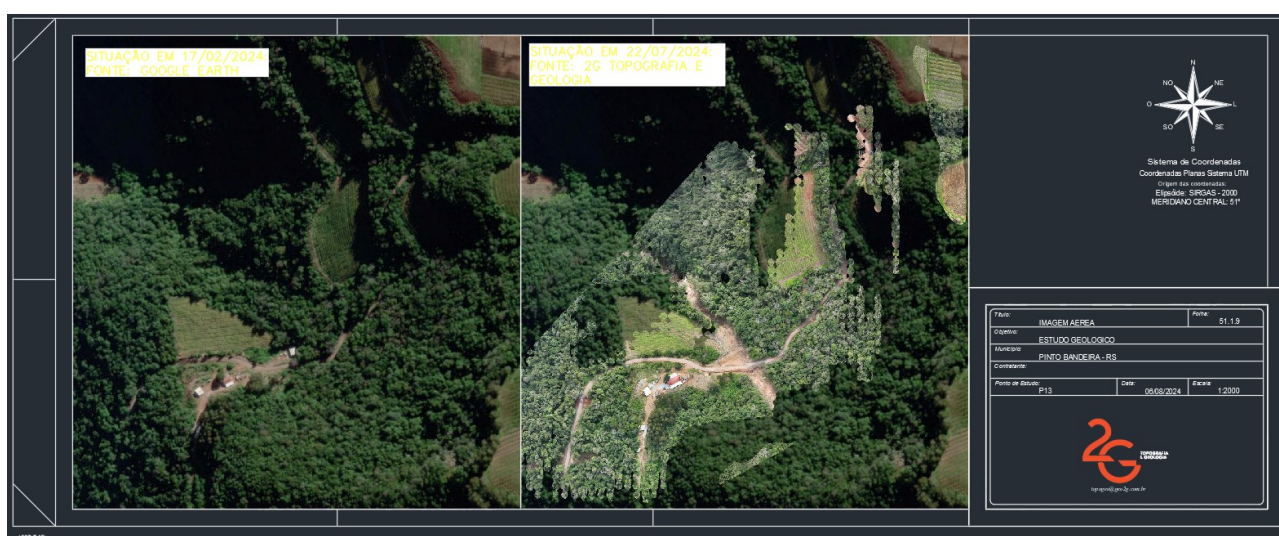 SITUAÇÃO EM 17/02/2024:
FONTE: GOOGLE EARTH
SITUAÇÃO EM 22/07/2024:
FONTE: 2G TOPOGRAFIA E
GEOLOGIA
N
NO
NE
O
L
SO
SE
S
Sistema de Coordenadas
Coordenadas Planas Sistema UTM
Origem das coordenadas:
Elipsóide: SIRGAS - 2000
MERIDIANO CENTRAL: 51°
Título:
IMAGEM AEREA
Folha:
51.1.9
Objetivo:
ESTUDO GEOLOGICO
Município:
PINTO BANDEIRA - RS
Contratante:
Ponto de Estudo:
P13
Data:
06/08/2024
Escala:
1:2000
2G
TOPOGRAFIA
E GEOLOGIA